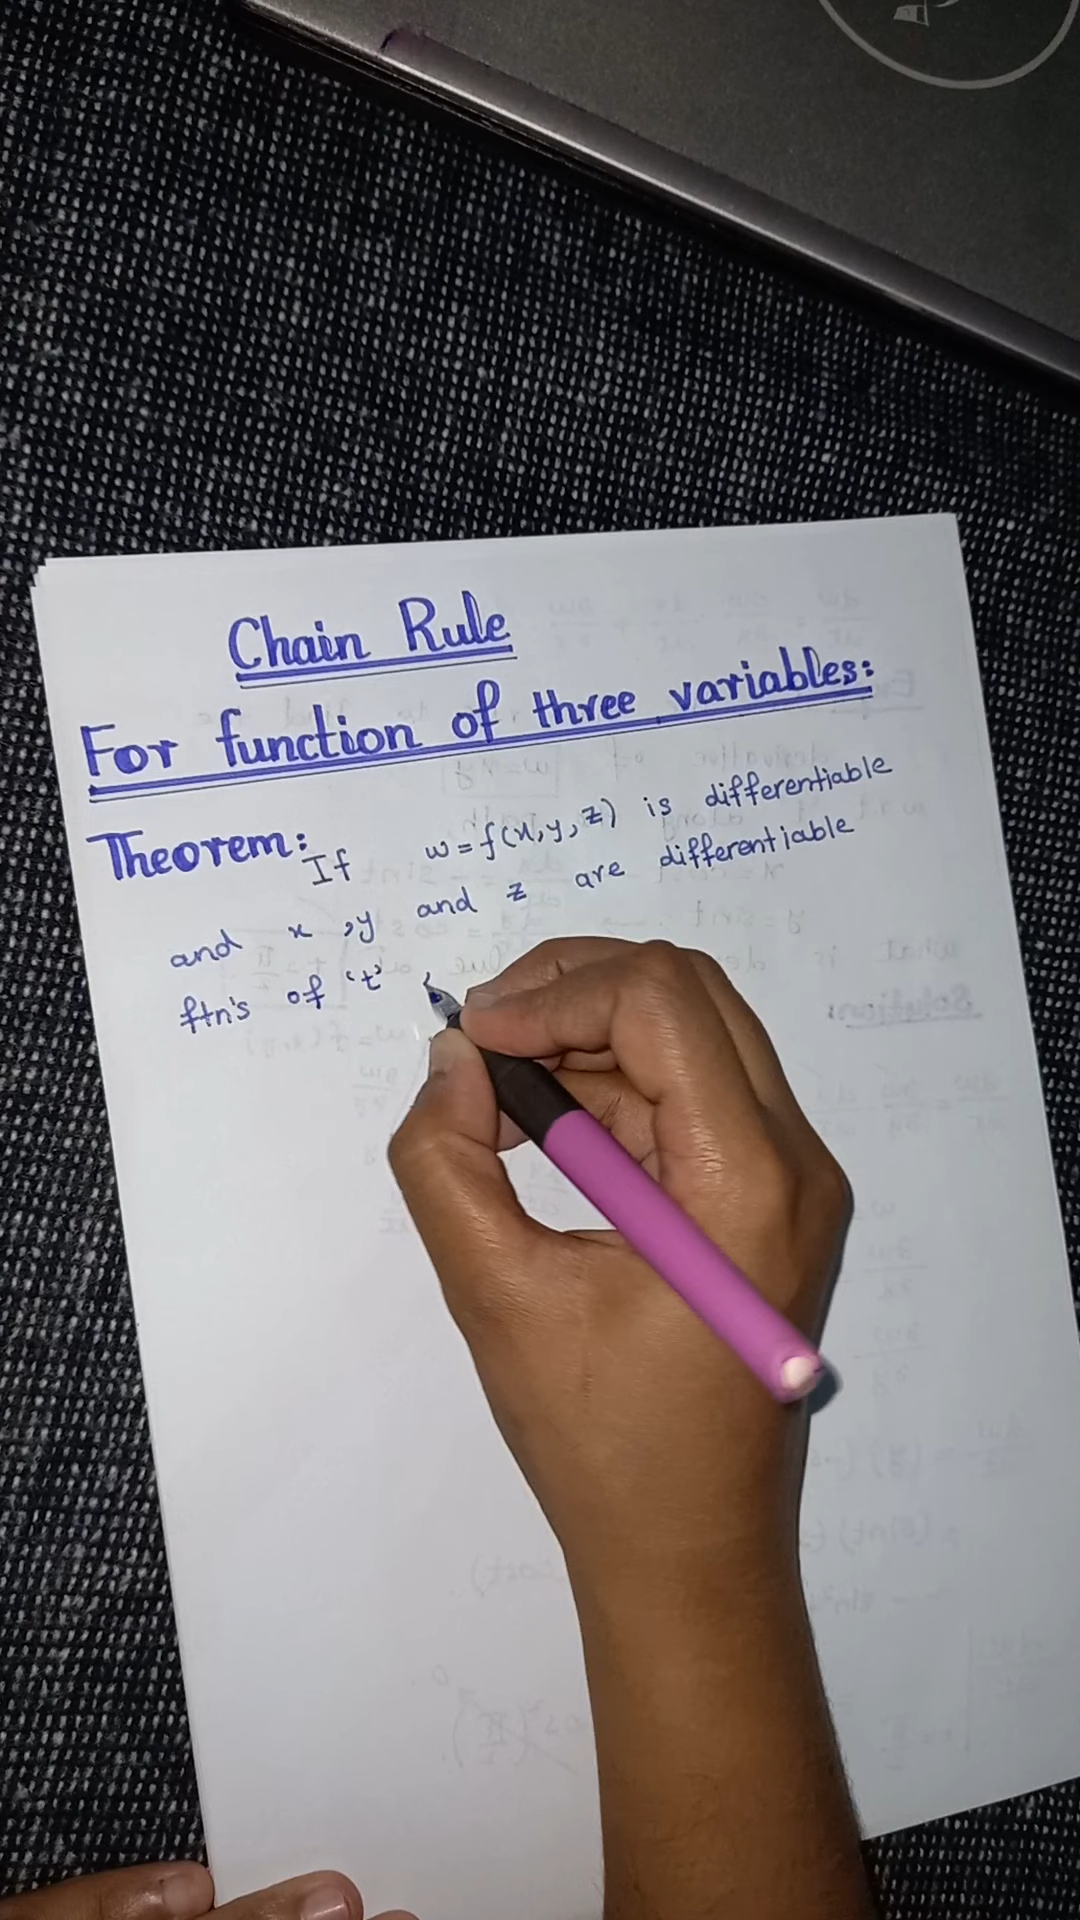 Chain Rule
For function of three variables:
Theorem: If w = f(x, y, z) is differentiable
and x, y and z are differentiable
ftn's of 't'